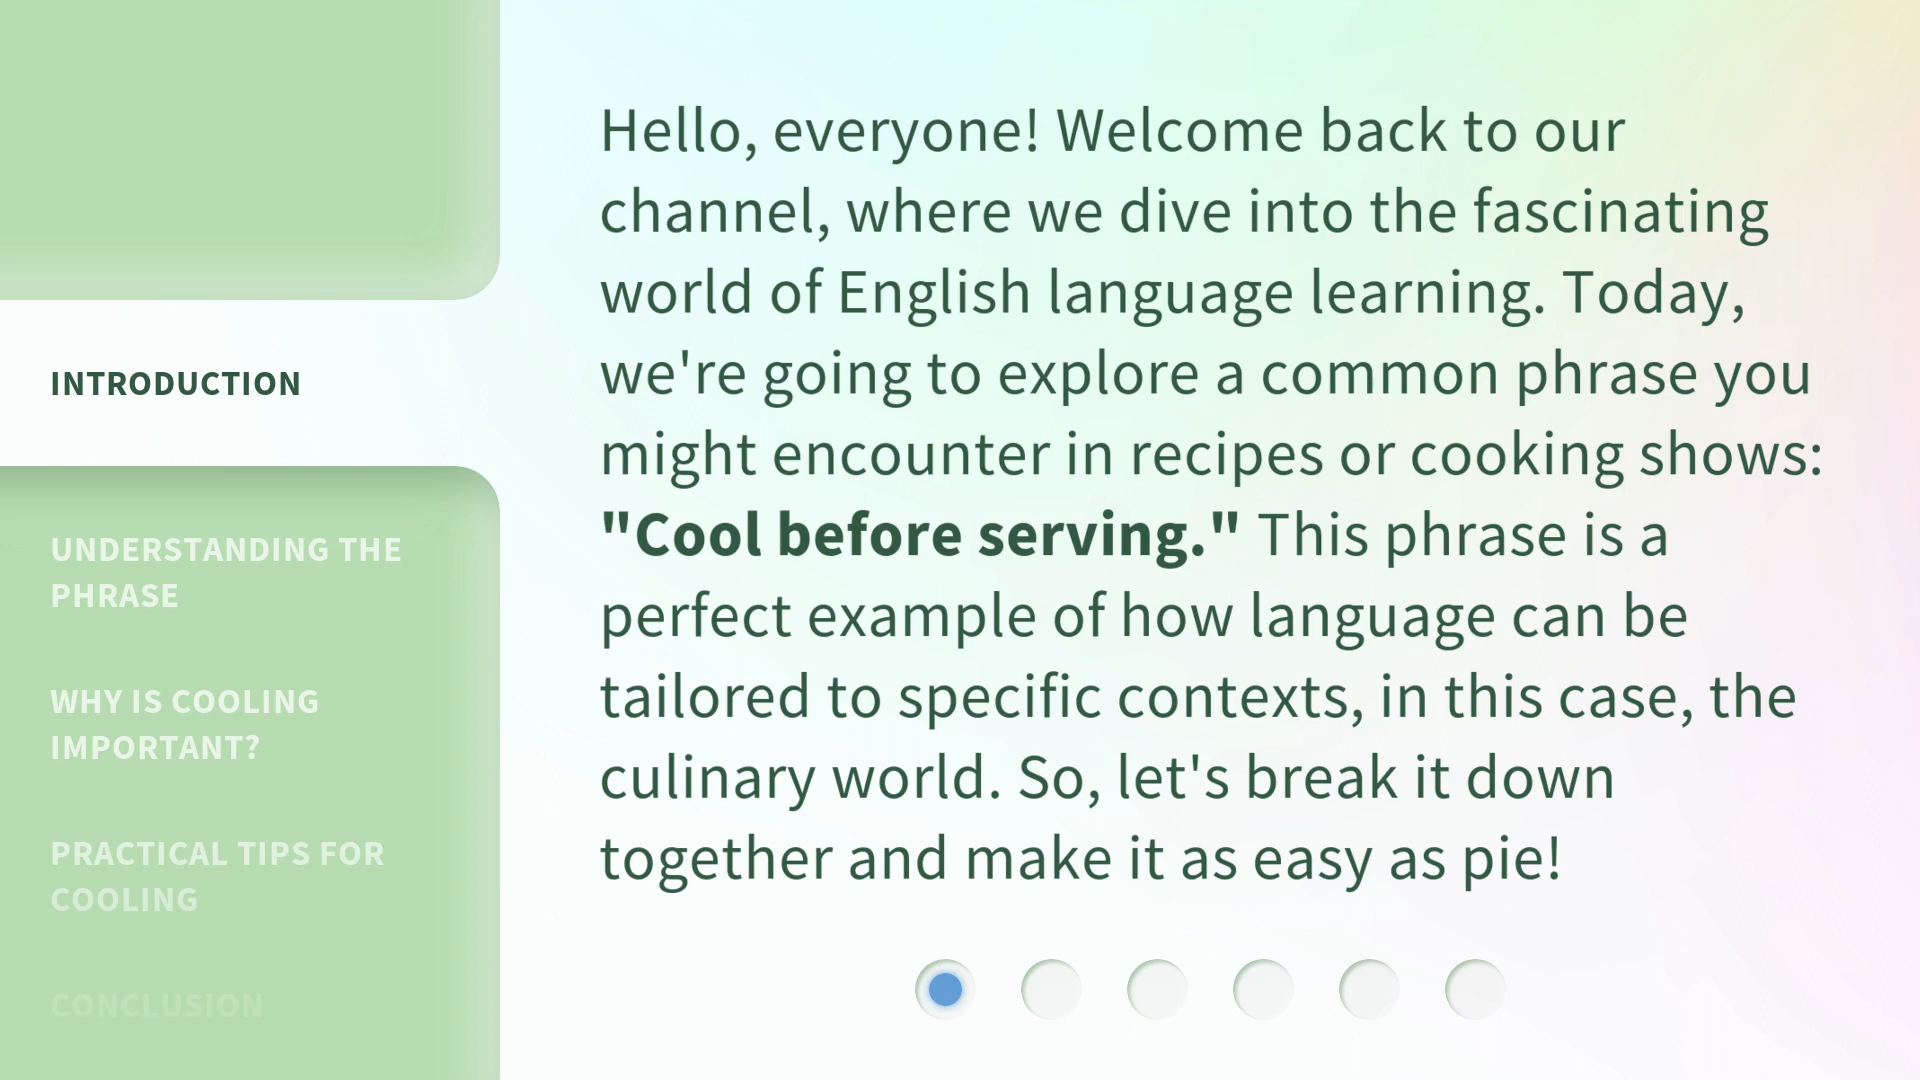 INTRODUCTION
UNDERSTANDING THE
PHRASE
WHY IS COOLING
IMPORTANT?
PRACTICAL TIPS FOR
COOLING
CONCLUSION
Hello, everyone! Welcome back to our
channel, where we dive into the fascinating
world of English language learning. Today,
we're going to explore a common phrase you
might encounter in recipes or cooking shows:
"Cool before serving." This phrase is a
perfect example of how language can be
tailored to specific contexts, in this case, the
culinary world. So, let's break it down
together and make it as easy as pie!